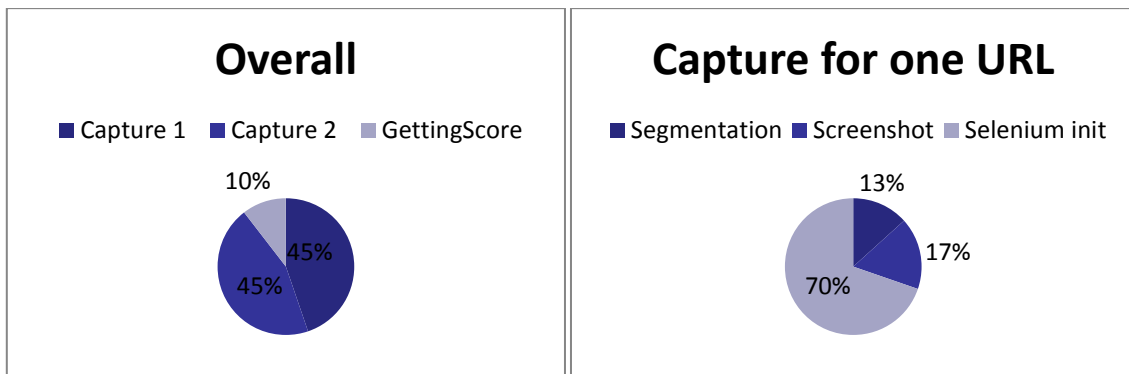 Overall
Capture 1 Capture 2 GettingScore
10%
45%
45%
Capture for one URL
Segmentation Screenshot Selenium init
13%
17%
70%